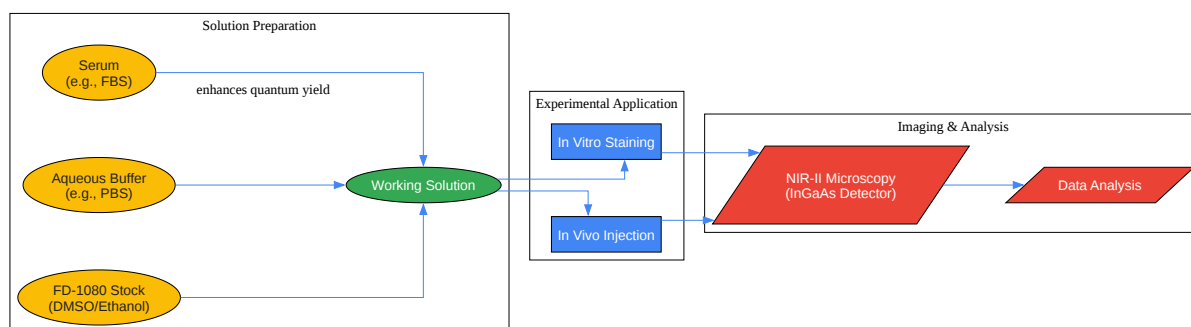 Solution Preparation
Serum
(e.g., FBS)
enhances quantum yield
Aqueous Buffer
(e.g., PBS)
Working Solution
FD-1080 Stock
(DMSO/Ethanol)
Experimental Application
In Vitro Staining
In Vivo Injection
Imaging & Analysis
NIR-II Microscopy
(InGaAs Detector)
Data Analysis